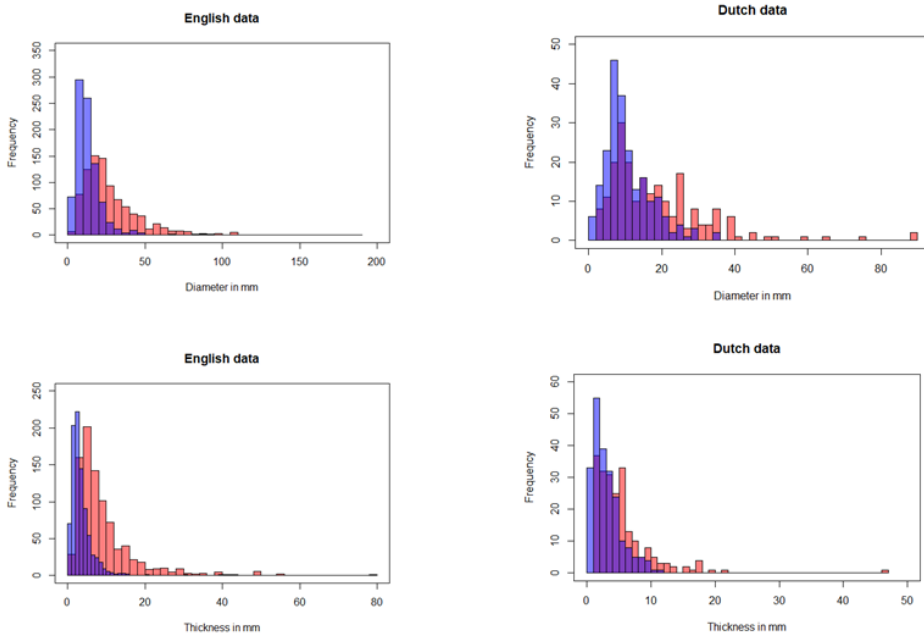 English data
Frequency
0
50
100
150
200
250
300
350
0 50 100 150 200
Diameter in mm
Dutch data
Frequency
0
10
20
30
40
50
0 20 40 60 80
Diameter in mm
English data
Frequency
0
50
100
150
200
250
0 20 40 60 80
Thickness in mm
Dutch data
Frequency
0
10
20
30
40
50
60
0 10 20 30 40 50
Thickness in mm